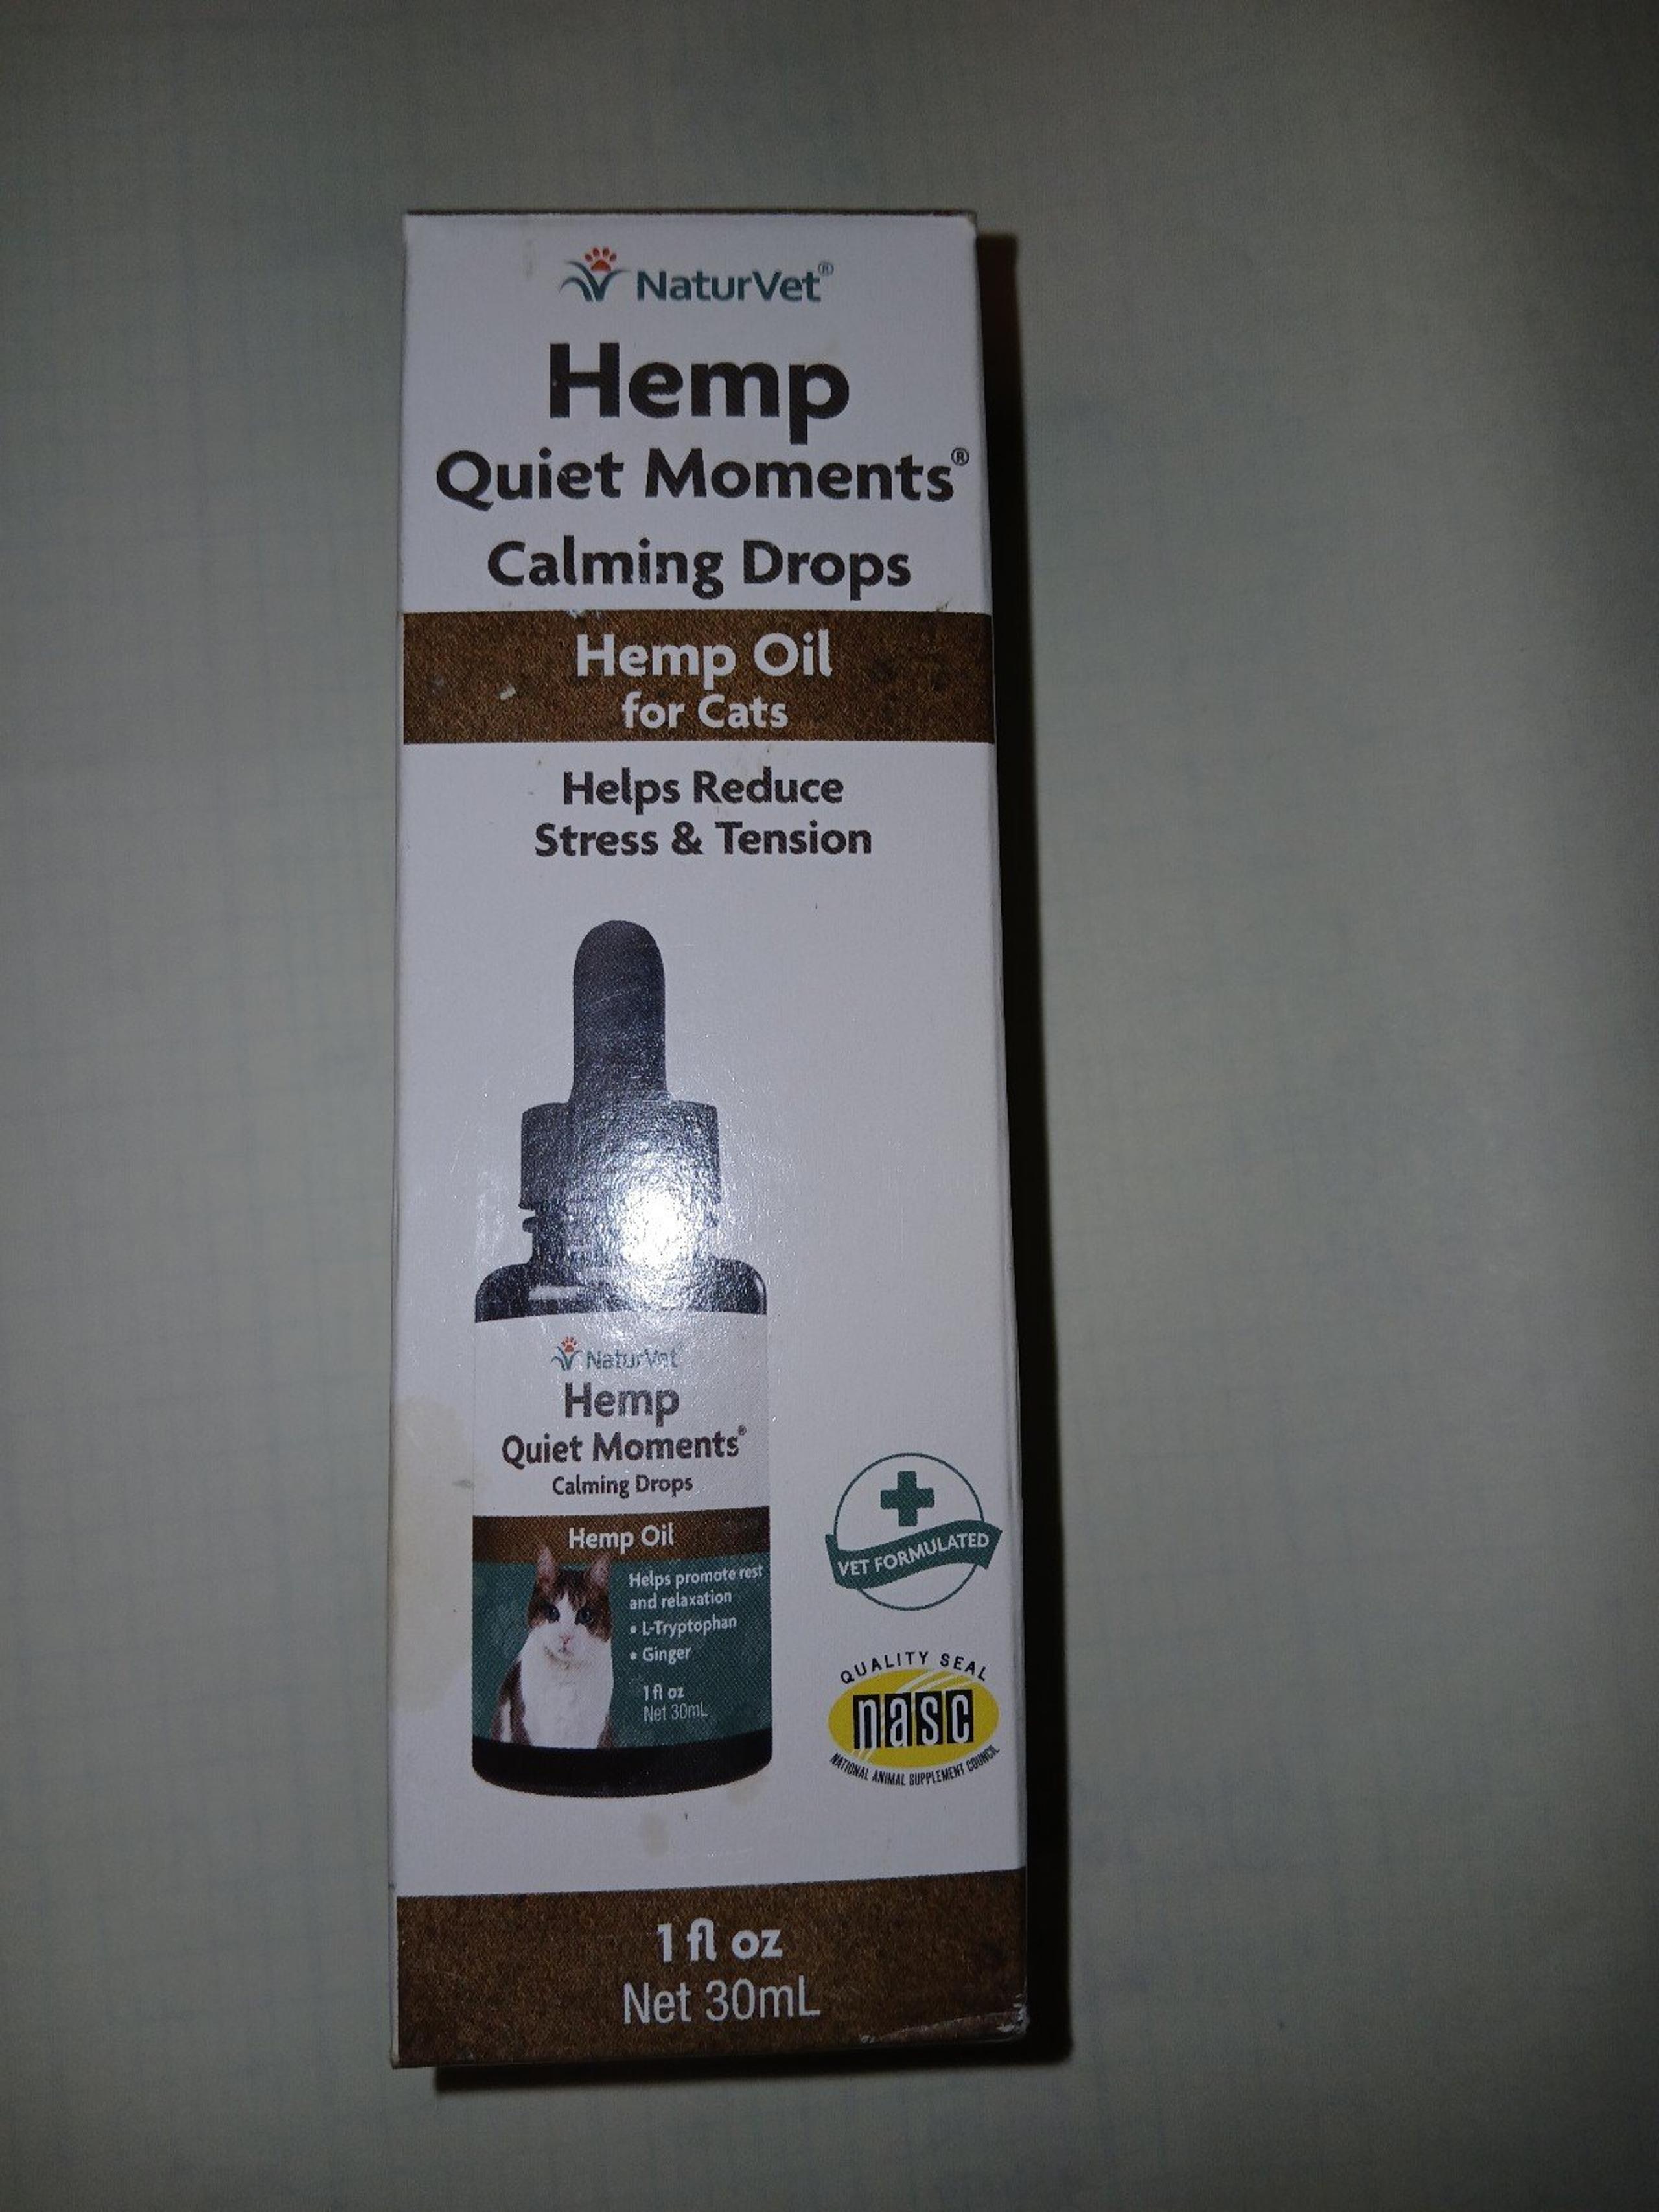 NaturVet®
Hemp
Quiet Moments®
Calming Drops
Hemp Oil
for Cats
Helps Reduce
Stress & Tension
NaturVet
Hemp
Quiet Moments®
Calming Drops
Hemp Oil
Helps promote rest
and relaxation
• L-Tryptophan
• Ginger
1 fl oz
Net 30mL
VET FORMULATED
QUALITY SEAL
nasc
NATIONAL ANIMAL SUPPLEMENT COUNCIL
1 fl oz
Net 30mL